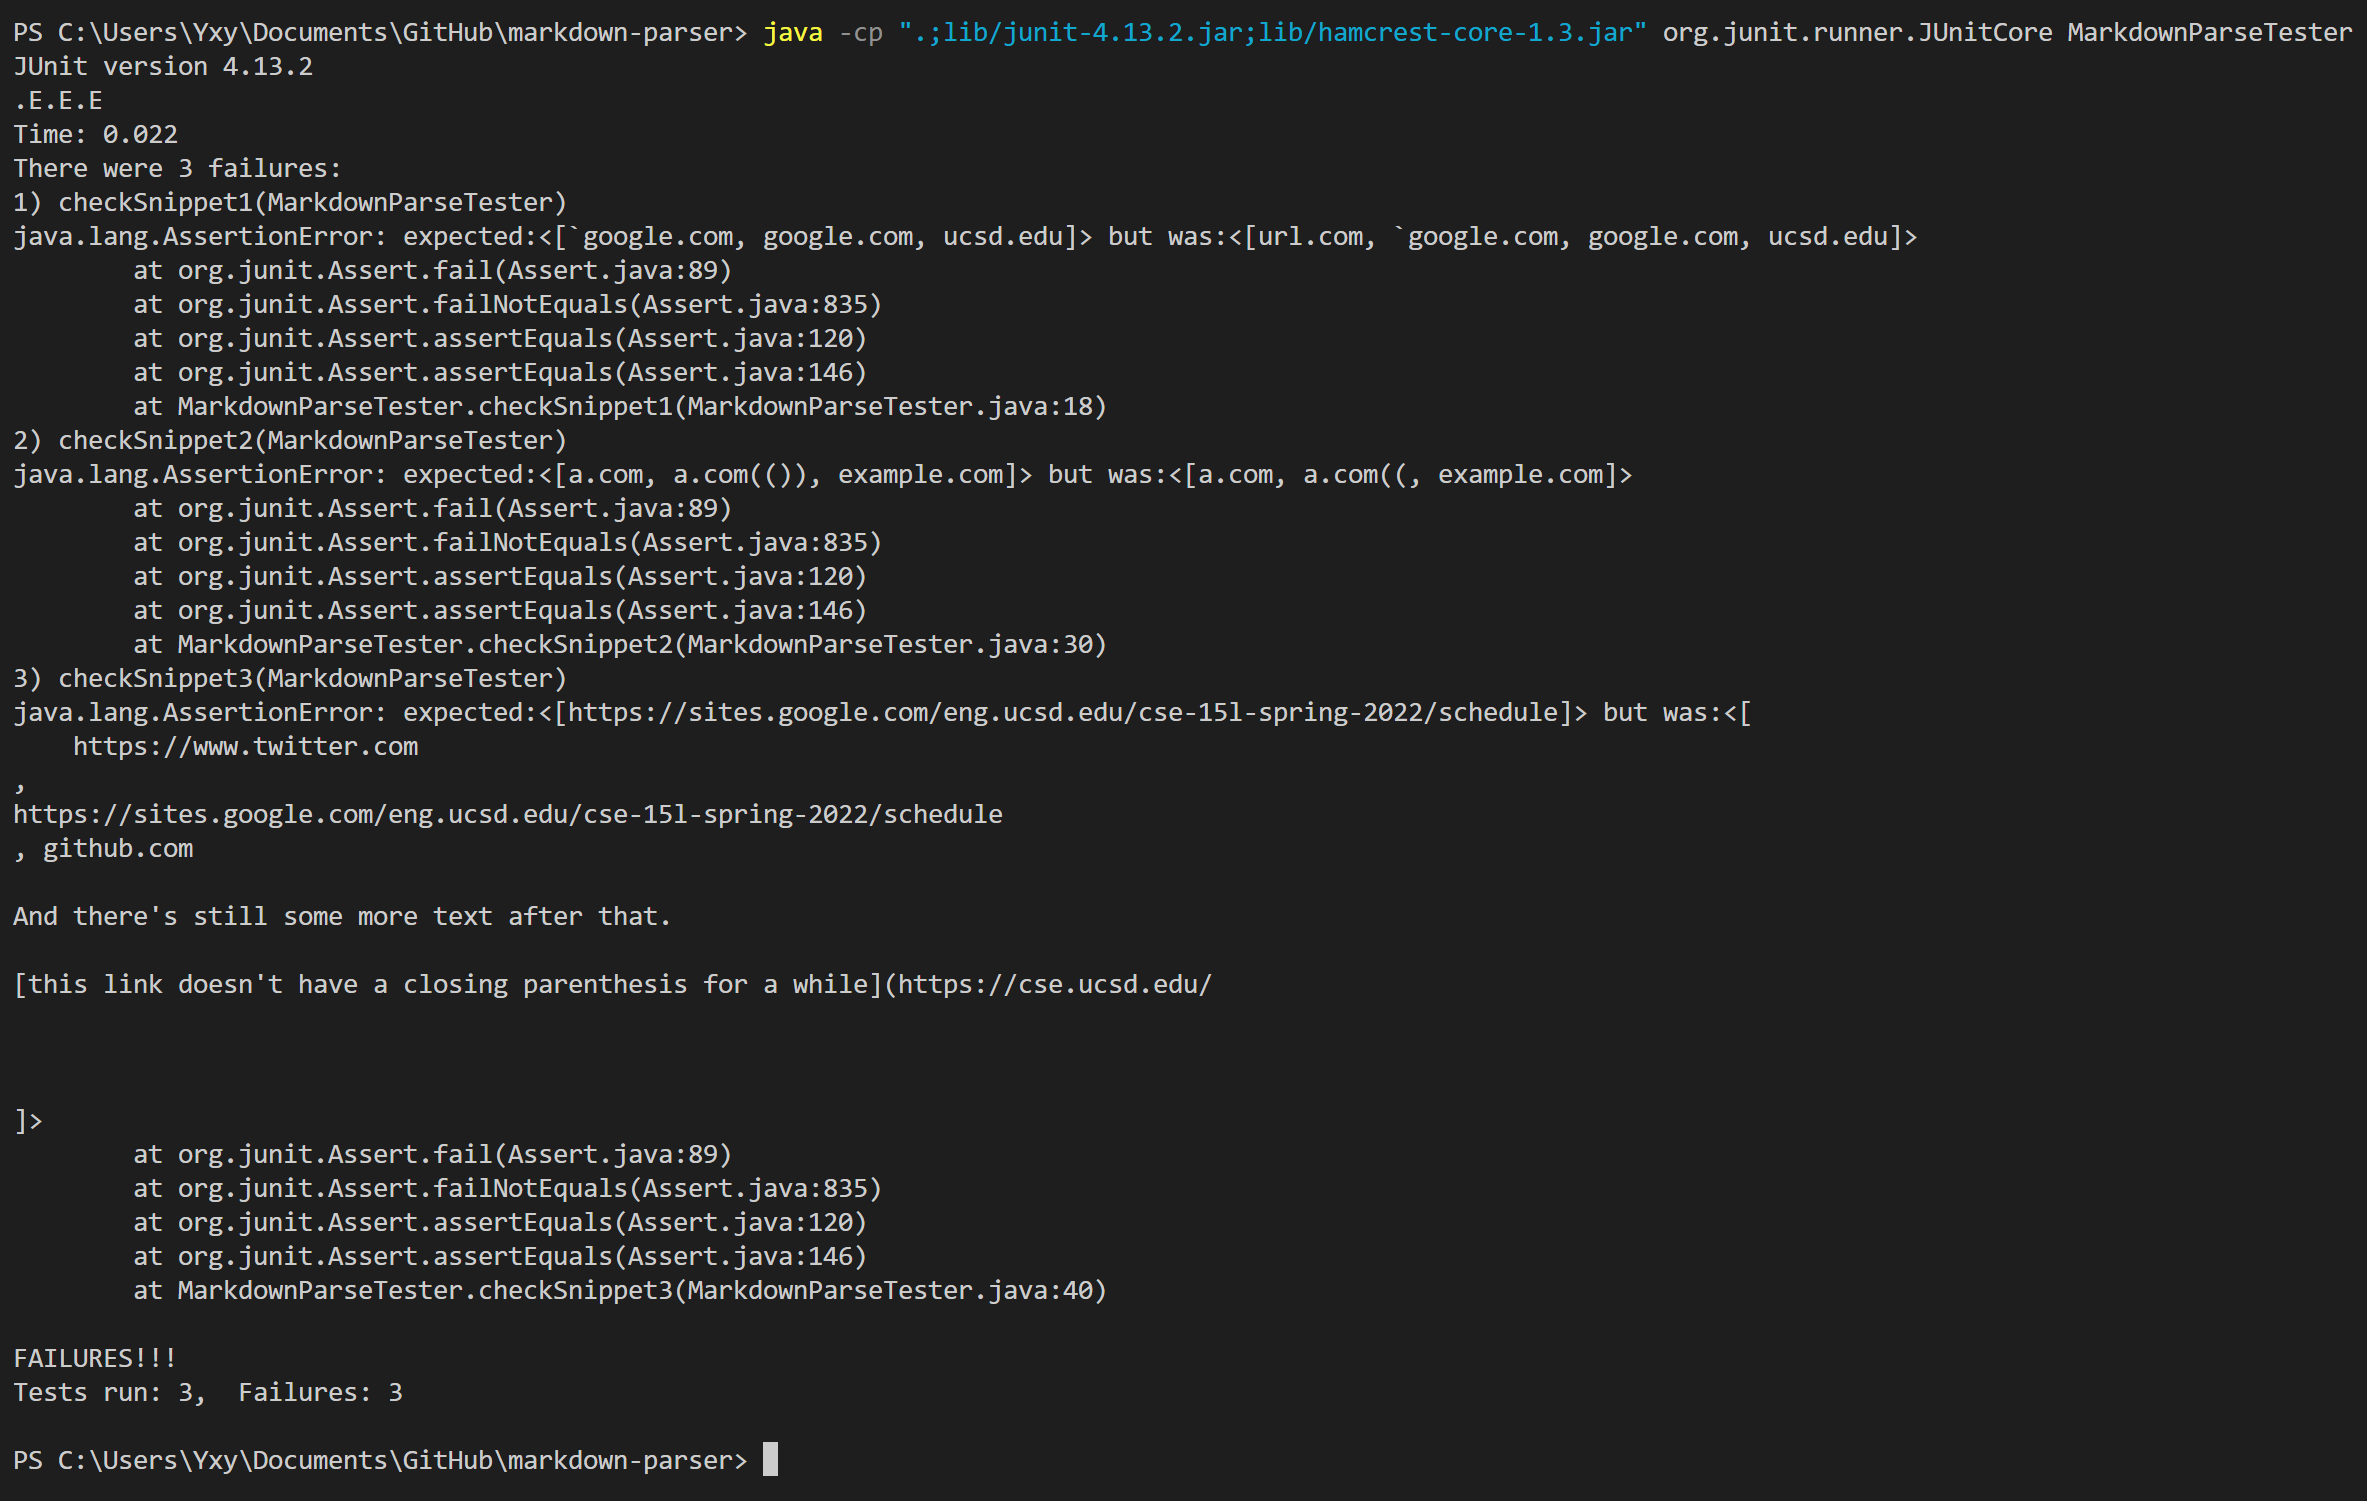 PS C:\Users\Yxy\Documents\GitHub\markdown-parser> java -cp ".;lib/junit-4.13.2.jar;lib/hamcrest-core-1.3.jar" org.junit.runner.JUnitCore MarkdownParseTester
JUnit version 4.13.2
.E.E.E
Time: 0.022
There were 3 failures:
1) checkSnippet1(MarkdownParseTester)
java.lang.AssertionError: expected:<[`google.com, google.com, ucsd.edu]> but was:<[url.com, `google.com, google.com, ucsd.edu]>
        at org.junit.Assert.fail(Assert.java:89)
        at org.junit.Assert.failNotEquals(Assert.java:835)
        at org.junit.Assert.assertEquals(Assert.java:120)
        at org.junit.Assert.assertEquals(Assert.java:146)
        at MarkdownParseTester.checkSnippet1(MarkdownParseTester.java:18)
2) checkSnippet2(MarkdownParseTester)
java.lang.AssertionError: expected:<[a.com, a.com(()), example.com]> but was:<[a.com, a.com((, example.com]>
        at org.junit.Assert.fail(Assert.java:89)
        at org.junit.Assert.failNotEquals(Assert.java:835)
        at org.junit.Assert.assertEquals(Assert.java:120)
        at org.junit.Assert.assertEquals(Assert.java:146)
        at MarkdownParseTester.checkSnippet2(MarkdownParseTester.java:30)
3) checkSnippet3(MarkdownParseTester)
java.lang.AssertionError: expected:<[https://sites.google.com/eng.ucsd.edu/cse-15l-spring-2022/schedule]> but was:<[
    https://www.twitter.com
,
https://sites.google.com/eng.ucsd.edu/cse-15l-spring-2022/schedule
, github.com

And there's still some more text after that.

[this link doesn't have a closing parenthesis for a while](https://cse.ucsd.edu/



]>
        at org.junit.Assert.fail(Assert.java:89)
        at org.junit.Assert.failNotEquals(Assert.java:835)
        at org.junit.Assert.assertEquals(Assert.java:120)
        at org.junit.Assert.assertEquals(Assert.java:146)
        at MarkdownParseTester.checkSnippet3(MarkdownParseTester.java:40)

FAILURES!!!
Tests run: 3,  Failures: 3

PS C:\Users\Yxy\Documents\GitHub\markdown-parser>